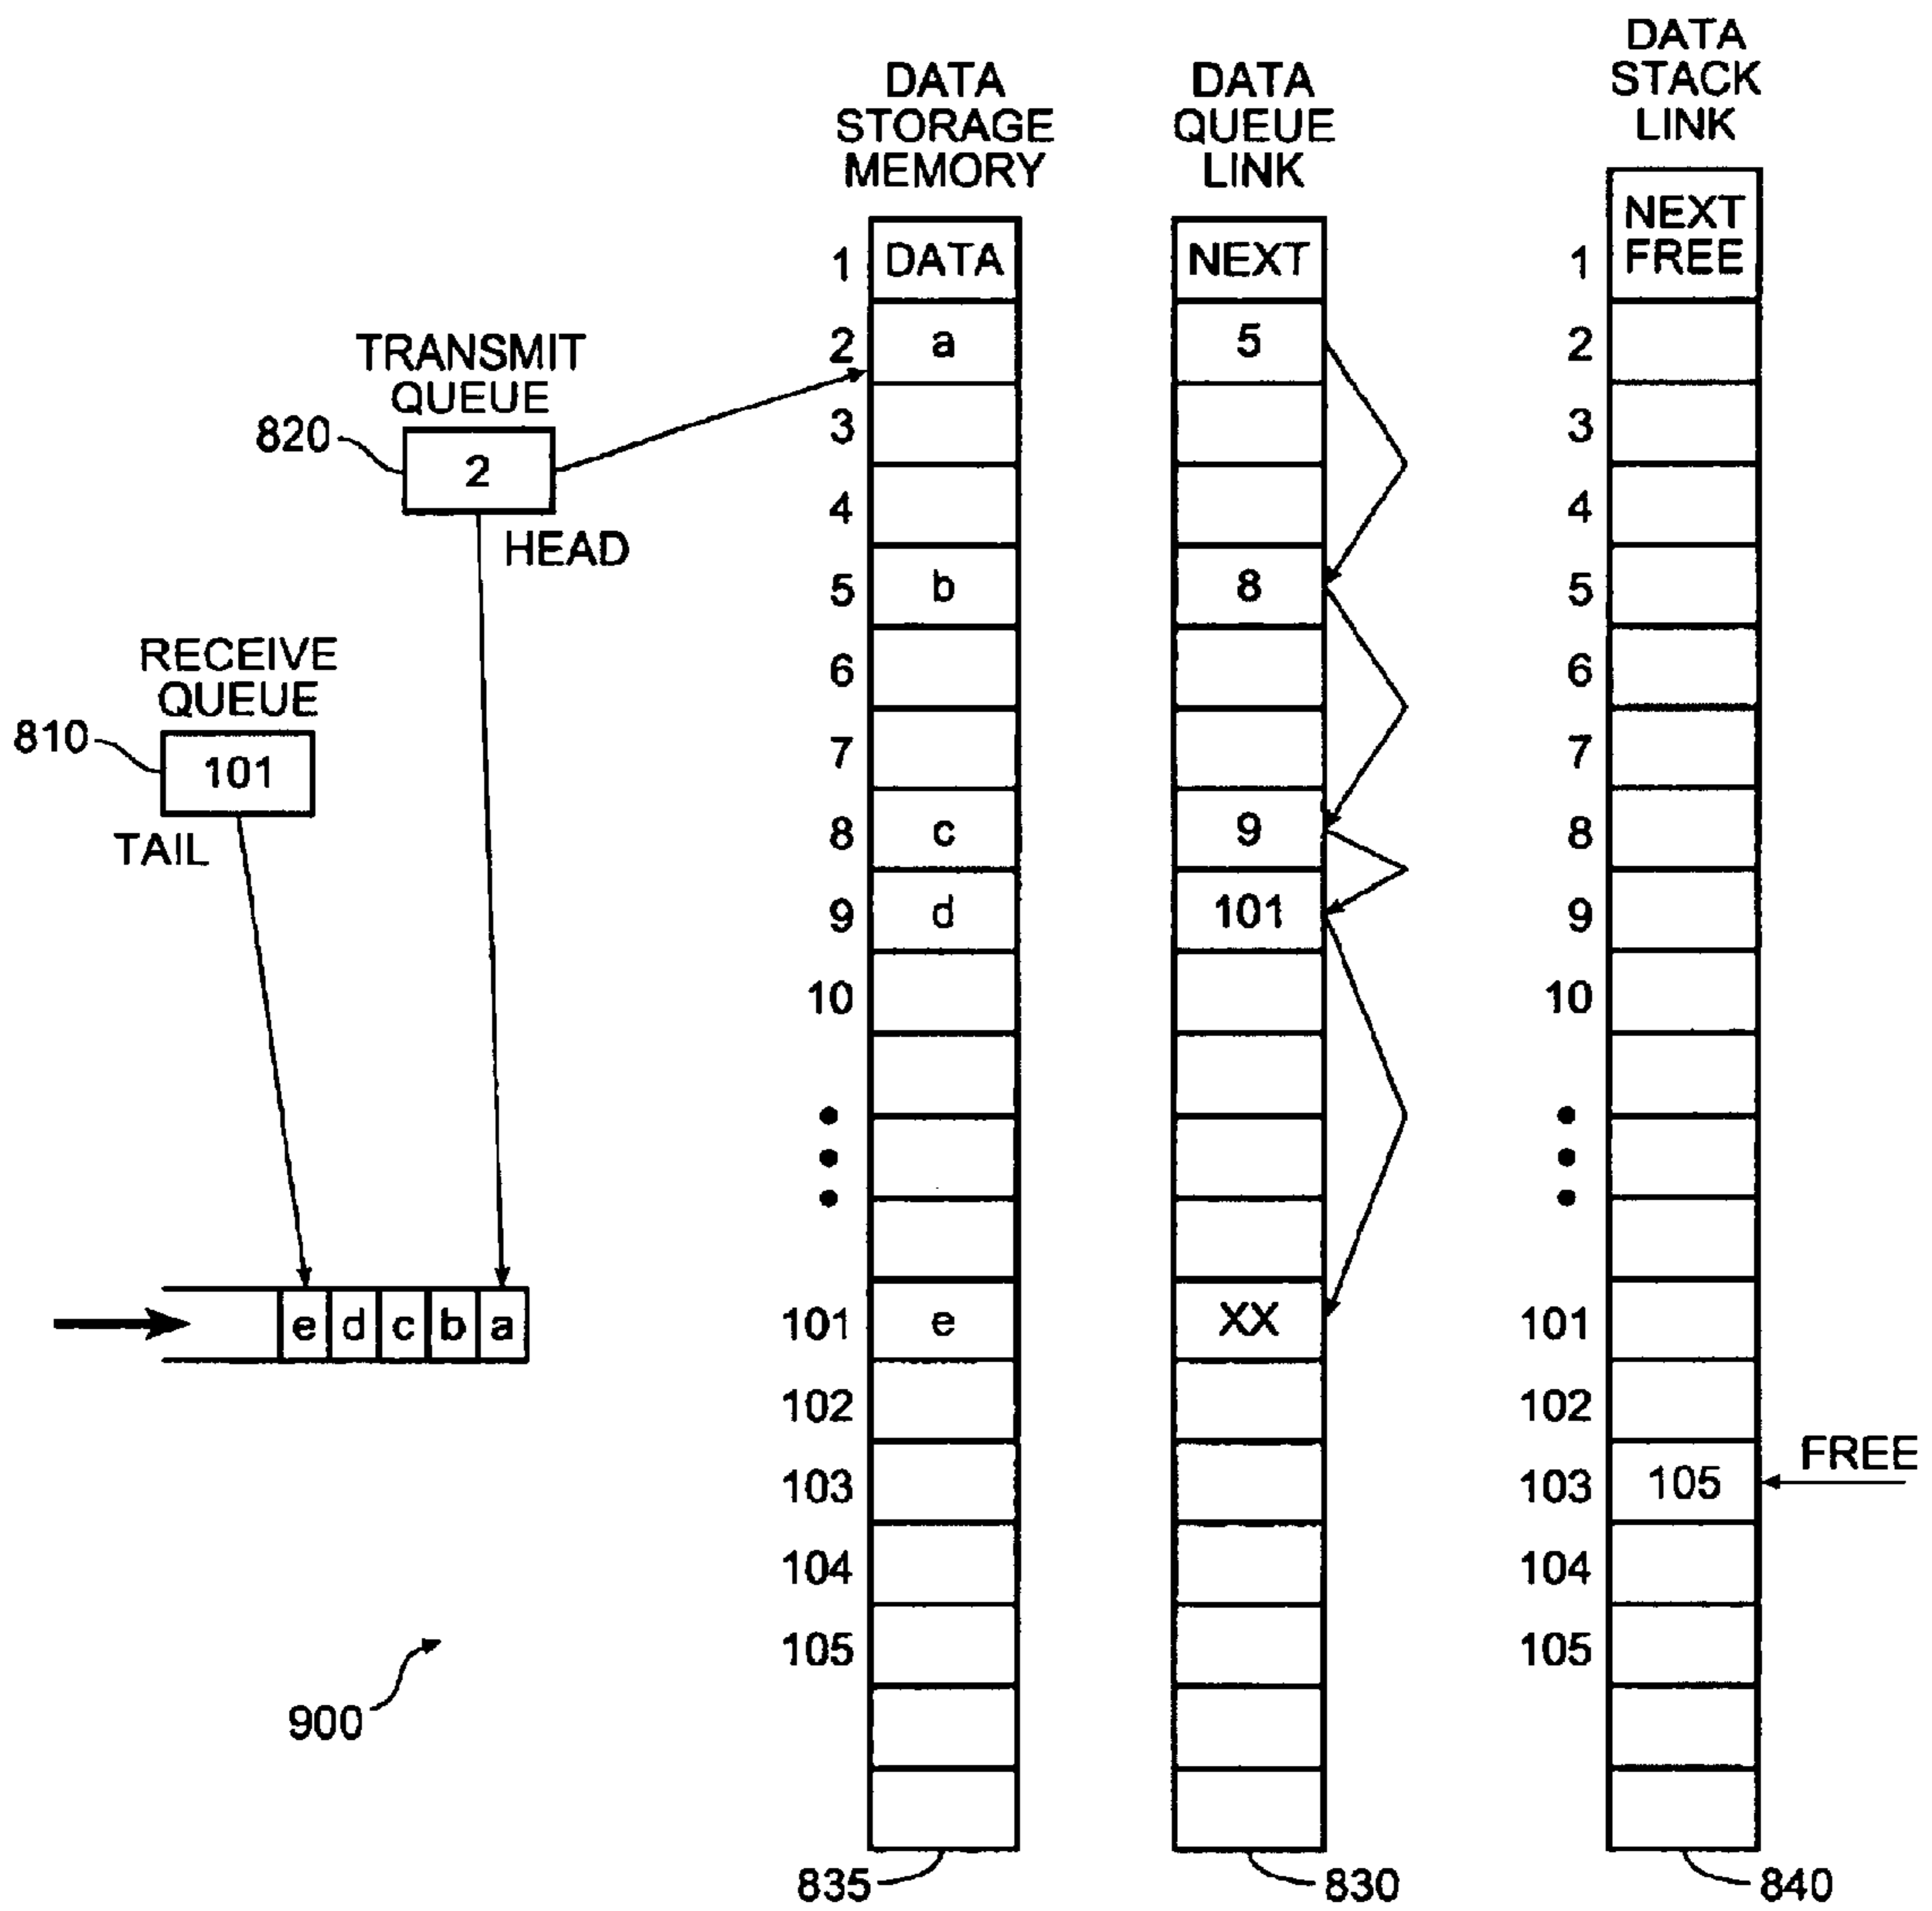 DATA
STACK
LINK
DATA
STORAGE
MEMORY
DATA
QUEUE
LINK
TRANSMIT
QUEUE
820
2
HEAD
RECEIVE
QUEUE
810
101
TAIL
e d c b a
900
1 DATA NEXT 1 NEXT FREE
2 a 5 2
3 3
4 4
5 b 8 5
6 6
7 7
8 c 9 8
9 d 101 9
10 10
101 e XX 101
102 102
103 103 105 FREE
104 104
105 105
835 830 840